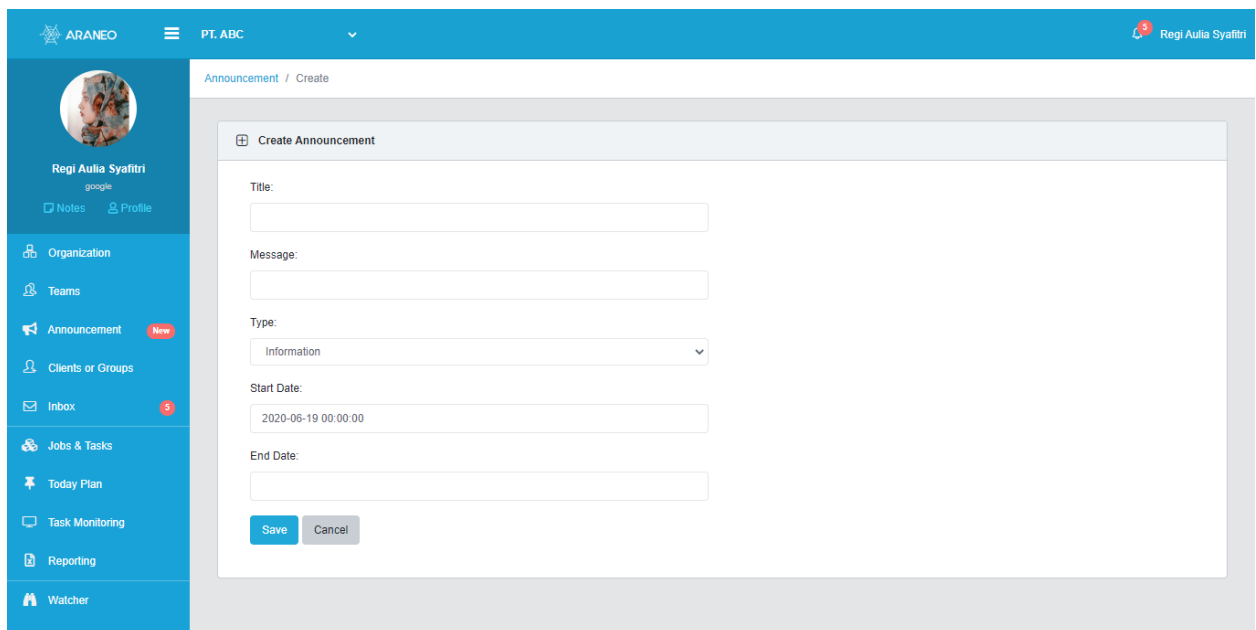 ARANEO
PT. ABC
5
Regi Aulia Syafitri
Regi Aulia Syafitri
google
Notes
Profile
Organization
Teams
Announcement New
Clients or Groups
Inbox 5
Jobs & Tasks
Today Plan
Task Monitoring
Reporting
Watcher
Announcement / Create
Create Announcement
Title:
Message:
Type:
Information
Start Date:
2020-06-19 00:00:00
End Date:
Save
Cancel